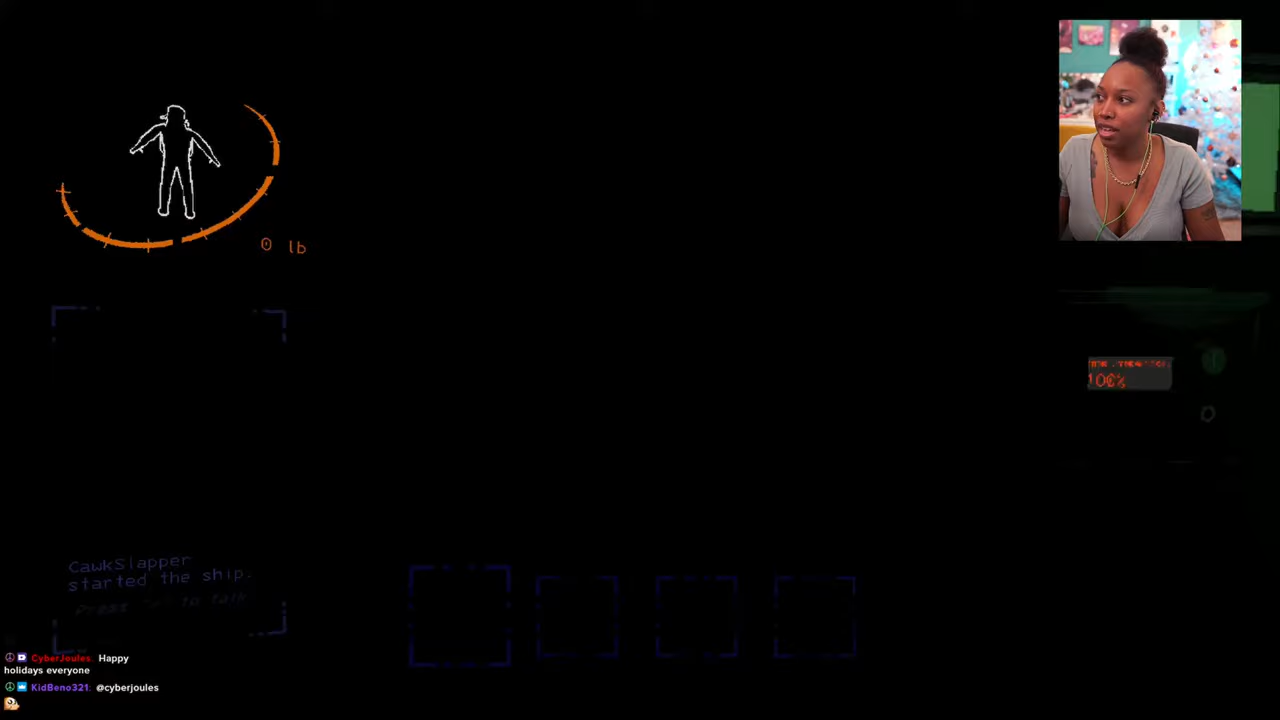 0 lb
100%
CawkSlapper
started the ship.
CyberJoules: Happy
holidays everyone
KidBeno321: @cyberjoules